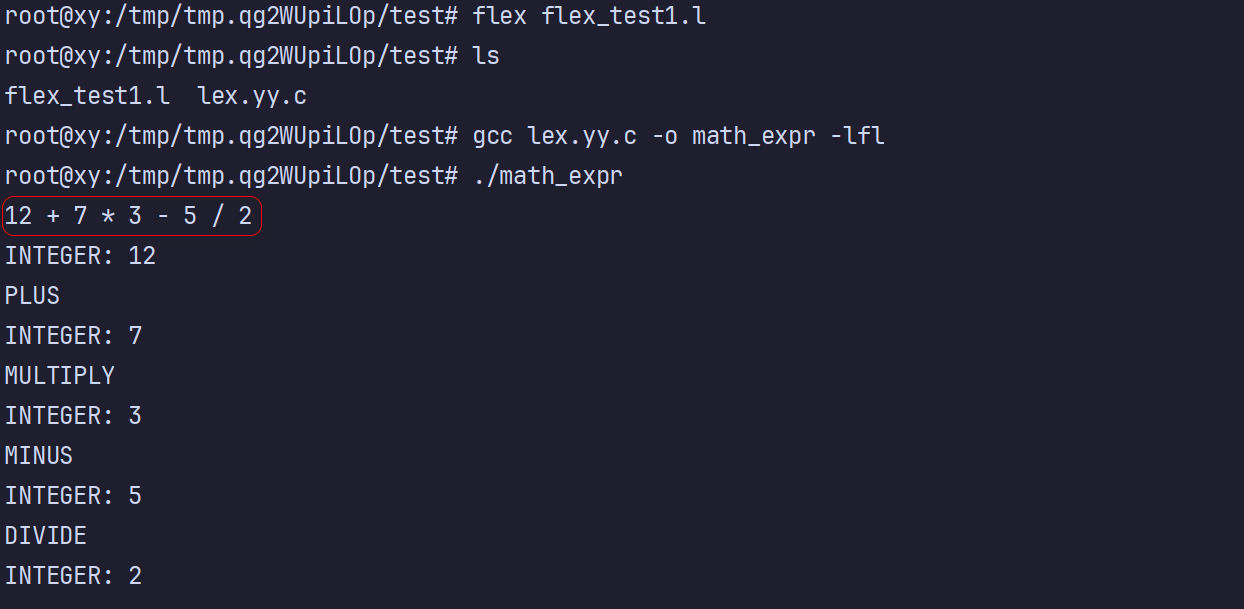 root@xy:/tmp/tmp.qg2WUpiLOp/test# flex flex_test1.l
root@xy:/tmp/tmp.qg2WUpiLOp/test# ls
flex_test1.l  lex.yy.c
root@xy:/tmp/tmp.qg2WUpiLOp/test# gcc lex.yy.c -o math_expr -lfl
root@xy:/tmp/tmp.qg2WUpiLOp/test# ./math_expr
12 + 7 * 3 - 5 / 2
INTEGER: 12
PLUS
INTEGER: 7
MULTIPLY
INTEGER: 3
MINUS
INTEGER: 5
DIVIDE
INTEGER: 2